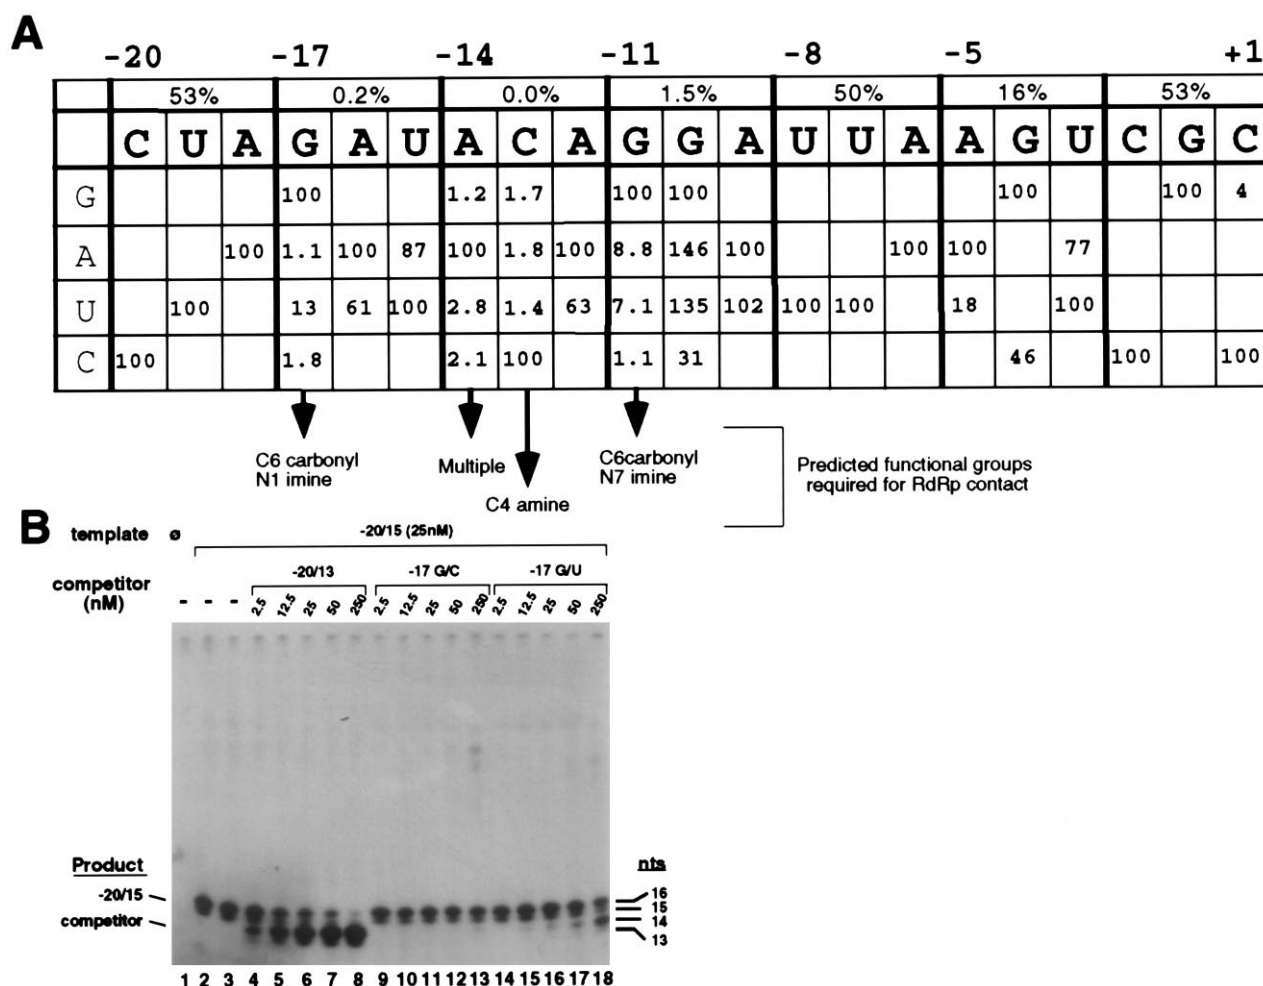 A
-20 -17 -14 -11 -8 -5 +1
53% 0.2% 0.0% 1.5% 50% 16% 53%
C U A G A U A C A G G A U U A A G U C G C
G 100 1.2 1.7 100 100 100 100 4
A 100 1.1 100 87 100 1.8 100 8.8 146 100 100 100 77
U 100 13 61 100 2.8 1.4 63 7.1 135 102 100 100 18 100
C 100 1.8 2.1 100 1.1 31 46 100 100
C6 carbonyl
N1 imine
Multiple
C4 amine
C6carbonyl
N7 imine
Predicted functional groups
required for RdRp contact
B
template ø -20/15 (25nM)
competitor
(nM)
-20/13 -17 G/C -17 G/U
- - - 2.5 12.5 25 50 250 2.5 12.5 25 50 250 2.5 12.5 25 50 250
Product
-20/15
competitor
nts
16
15
14
13
1 2 3 4 5 6 7 8 9 10 11 12 13 14 15 16 17 18